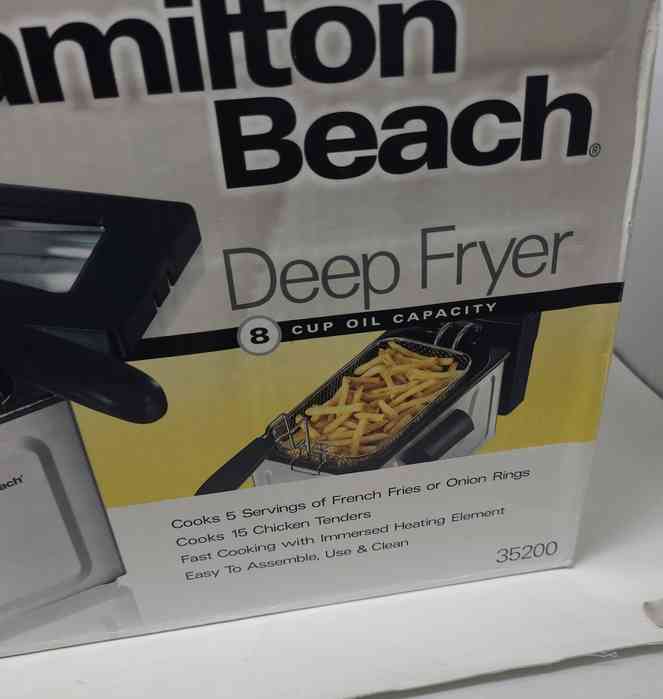 amilton
Beach®
Deep Fryer
8 CUP OIL CAPACITY
each®
Cooks 5 Servings of French Fries or Onion Rings
Cooks 15 Chicken Tenders
Fast Cooking with Immersed Heating Element
Easy To Assemble, Use & Clean
35200